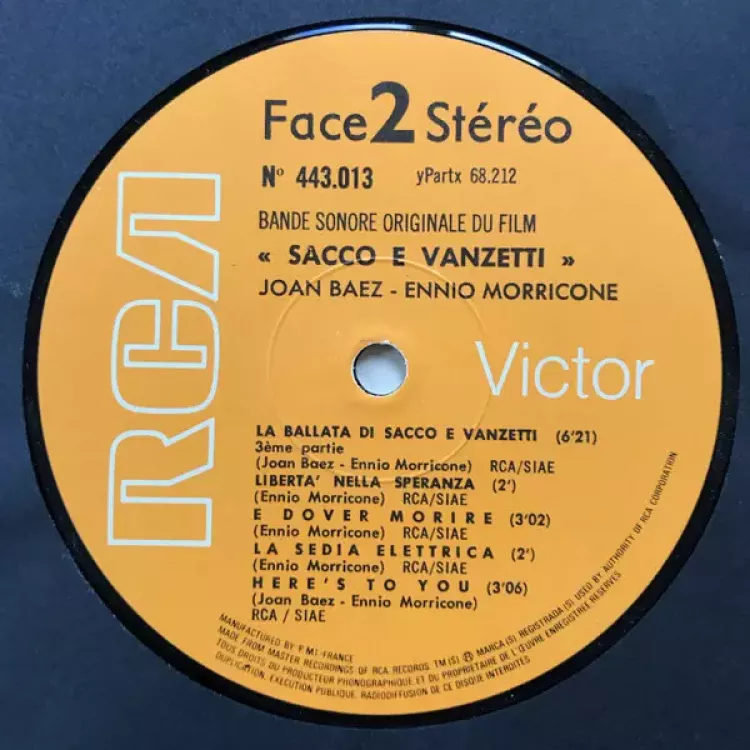 RCA
Face 2 Stéréo
Nº 443.013 yPartx 68.212
BANDE SONORE ORIGINALE DU FILM
« SACCO E VANZETTI »
JOAN BAEZ - ENNIO MORRICONE
Victor
LA BALLATA DI SACCO E VANZETTI (6'21)
3ème partie
(Joan Baez - Ennio Morricone) RCA/SIAE
LIBERTA' NELLA SPERANZA (2')
(Ennio Morricone) RCA/SIAE
E DOVER MORIRE (3'02)
(Ennio Morricone) RCA/SIAE
LA SEDIA ELETTRICA (2')
(Ennio Morricone) RCA/SIAE
HERE'S TO YOU (3'06)
(Joan Baez - Ennio Morricone)
RCA / SIAE
MANUFACTURED BY P.M.I. FRANCE
MADE FROM MASTER RECORDINGS OF RCA RECORDS TM (S) ® MARCA (S) REGISTRADA (S) USED BY AUTHORITY OF RCA CORPORATION
TOUS DROITS DU PRODUCTEUR PHONOGRAPHIQUE ET DU PROPRIETAIRE DE L'ŒUVRE ENREGISTREE RESERVES
DUPLICATION, EXECUTION PUBLIQUE, RADIODIFFUSION DE CE DISQUE INTERDITES